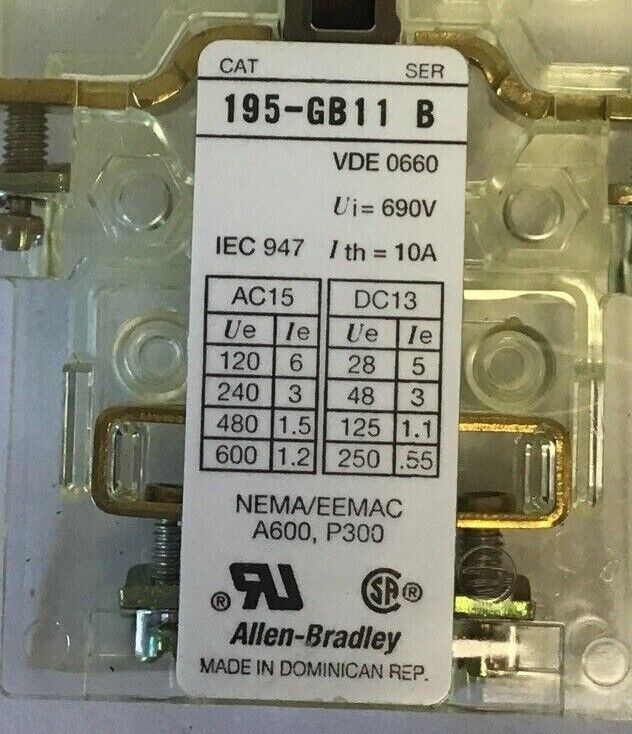 CAT SER
195-GB11 B
VDE 0660
Ui = 690V
IEC 947 Ith = 10A
AC15 DC13
Ue Ie Ue Ie
120 6 28 5
240 3 48 3
480 1.5 125 1.1
600 1.2 250 .55
NEMA/EEMAC
A600, P300
® UR SA ®
Allen-Bradley
MADE IN DOMINICAN REP.